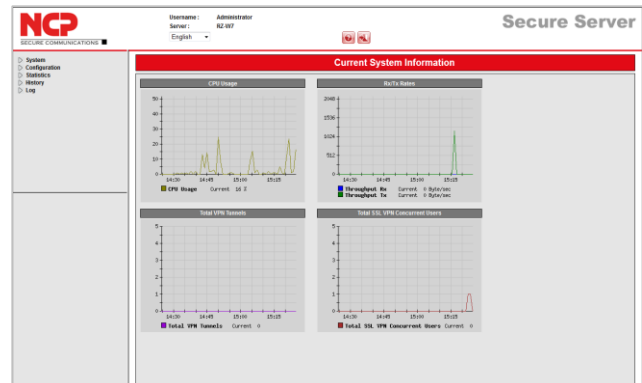 NCP
SECURE COMMUNICATIONS
Username : Administrator
Server : RZ-W7
English
Secure Server
System
Configuration
Statistics
History
Log
Current System Information
CPU Usage
50
40
30
20
10
0
14:30 14:45 15:00 15:15
CPU Usage Current 16 %
Rx/Tx Rates
2048
1536
1024
512
0
14:30 14:45 15:00 15:15
Throughput Rx Current 0 Byte/sec
Throughput Tx Current 0 Byte/sec
Total VPN Tunnels
5
4
3
2
1
0
14:30 14:45 15:00 15:15
Total VPN Tunnels Current 0
Total SSL VPN Concurrent Users
5
4
3
2
1
0
14:30 14:45 15:00 15:15
Total SSL VPN Concurrent Users Current 0